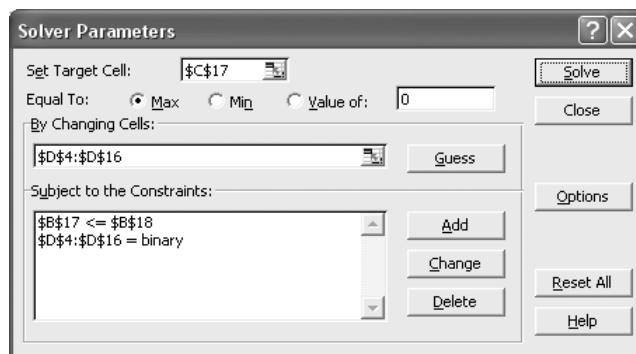 Solver Parameters
Set Target Cell: $C$17 Solve
Equal To: Max Min Value of: 0 Close
By Changing Cells:
$D$4:$D$16 Guess
Subject to the Constraints: Options
$B$17 <= $B$18 Add
$D$4:$D$16 = binary
Change
Reset All
Delete
Help